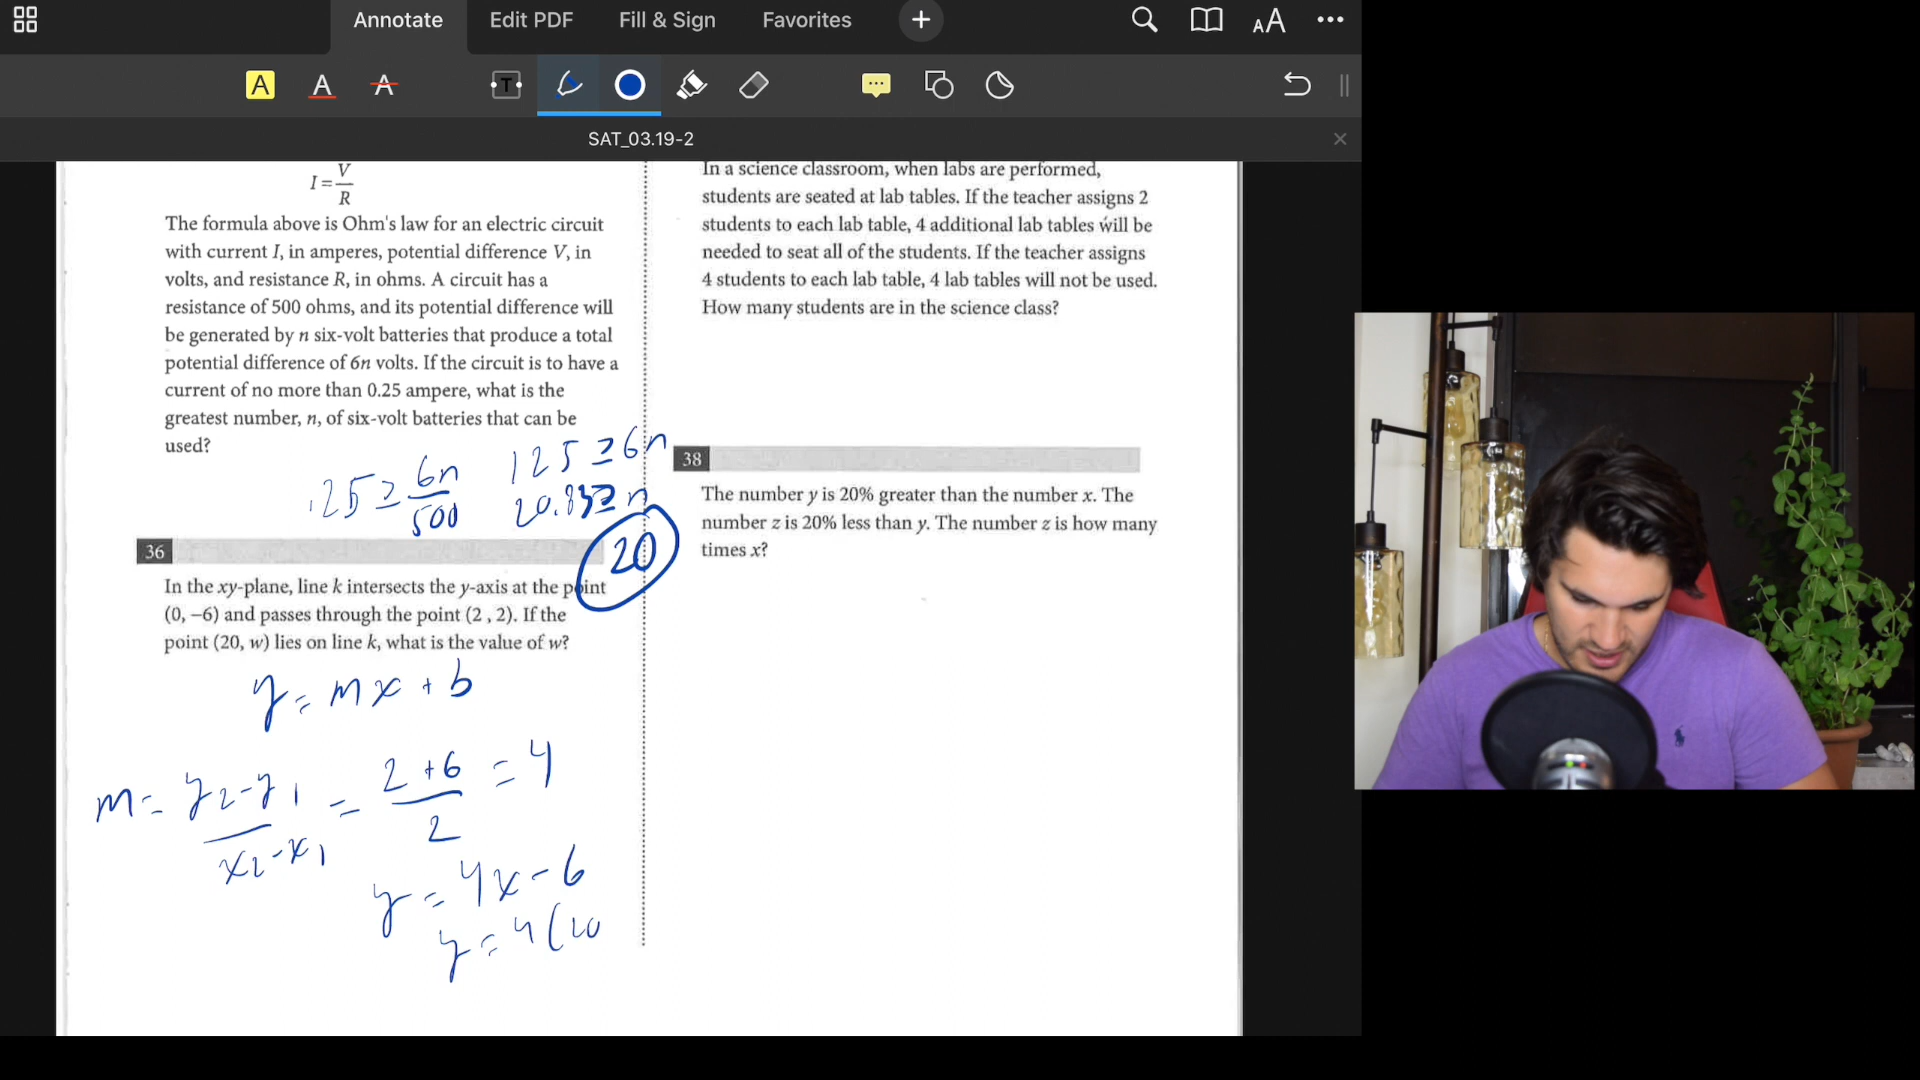 Annotate
Edit PDF
Fill & Sign
Favorites
AA
A A A T
SAT_03.19-2
I = V
R
The formula above is Ohm's law for an electric circuit
with current I, in amperes, potential difference V, in
volts, and resistance R, in ohms. A circuit has a
resistance of 500 ohms, and its potential difference will
be generated by n six-volt batteries that produce a total
potential difference of 6n volts. If the circuit is to have a
current of no more than 0.25 ampere, what is the
greatest number, n, of six-volt batteries that can be
used?
.25 ≥ 6n
500
125 ≥ 6n
20.83 ≥ n
20
36
In the xy-plane, line k intersects the y-axis at the point
(0, −6) and passes through the point (2 , 2). If the
point (20, w) lies on line k, what is the value of w?
y = mx + b
m = y2-y1 = 2+6 = 4
x2-x1 2
y = 4x - 6
y = 4(20
In a science classroom, when labs are performed,
students are seated at lab tables. If the teacher assigns 2
students to each lab table, 4 additional lab tables will be
needed to seat all of the students. If the teacher assigns
4 students to each lab table, 4 lab tables will not be used.
How many students are in the science class?
38
The number y is 20% greater than the number x. The
number z is 20% less than y. The number z is how many
times x?